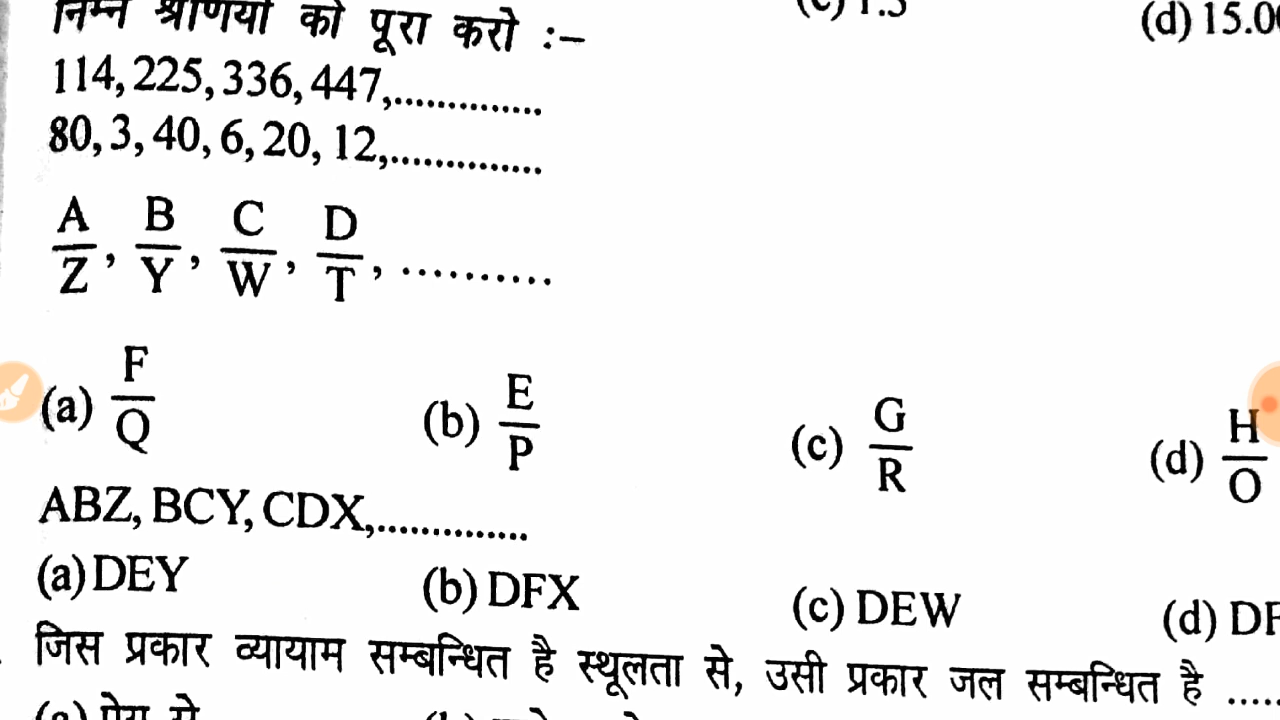 निम्न श्रेणियों को पूरा करो :–
(d) 15.0
114, 225, 336, 447,..............
80, 3, 40, 6, 20, 12,..............
A/Z, B/Y, C/W, D/T, ...........
(a) F/Q (b) E/P (c) G/R (d) H/O
ABZ, BCY, CDX,..............
(a) DEY (b) DFX (c) DEW (d)
जिस प्रकार व्यायाम सम्बन्धित है स्थूलता से, उसी प्रकार जल सम्बन्धित है .....